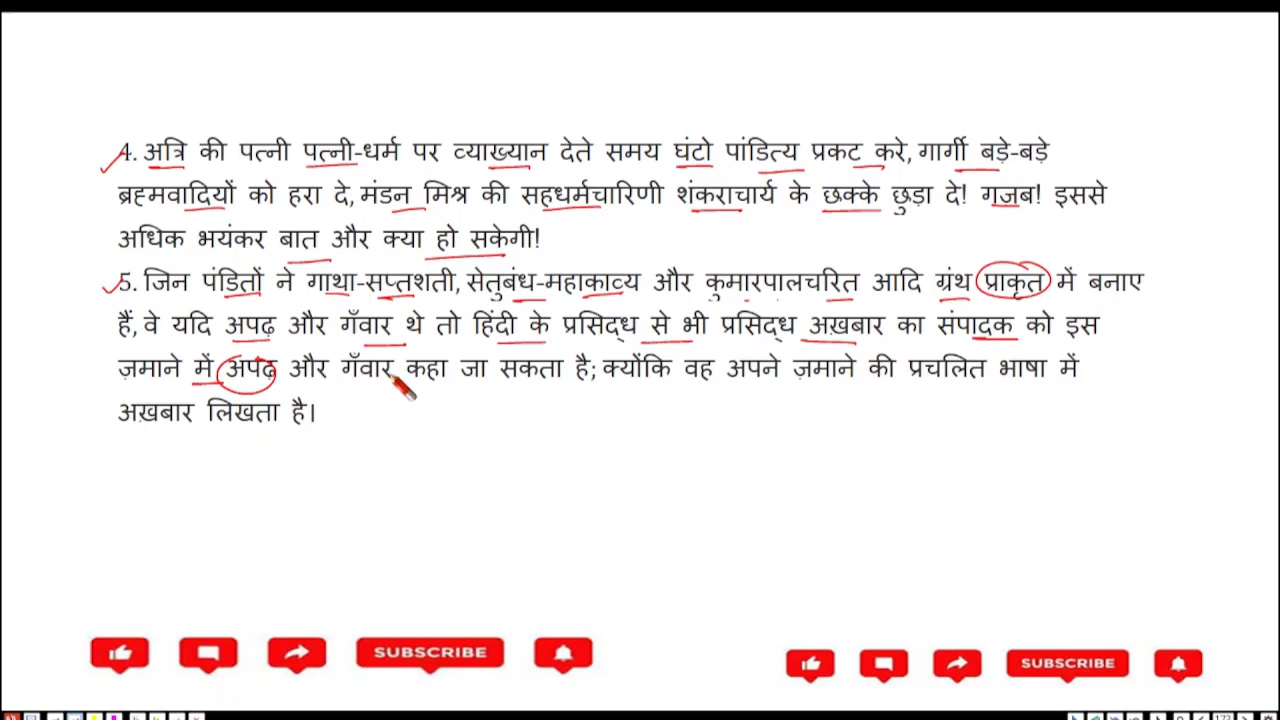 4. अत्रि की पत्नी पत्नी-धर्म पर व्याख्यान देते समय घंटो पांडित्य प्रकट करे, गार्गी बड़े-बड़े
ब्रह्मवादियों को हरा दे, मंडन मिश्र की सहधर्मचारिणी शंकराचार्य के छक्के छुड़ा दे! गज़ब! इससे
अधिक भयंकर बात और क्या हो सकेगी!
5. जिन पंडितों ने गाथा-सप्तशती, सेतुबंध-महाकाव्य और कुमारपालचरित आदि ग्रंथ प्राकृत में बनाए
हैं, वे यदि अपढ़ और गँवार थे तो हिंदी के प्रसिद्ध से भी प्रसिद्ध अख़बार का संपादक को इस
ज़माने में अपढ़ और गँवार कहा जा सकता है; क्योंकि वह अपने ज़माने की प्रचलित भाषा में
अख़बार लिखता है।
SUBSCRIBE
SUBSCRIBE